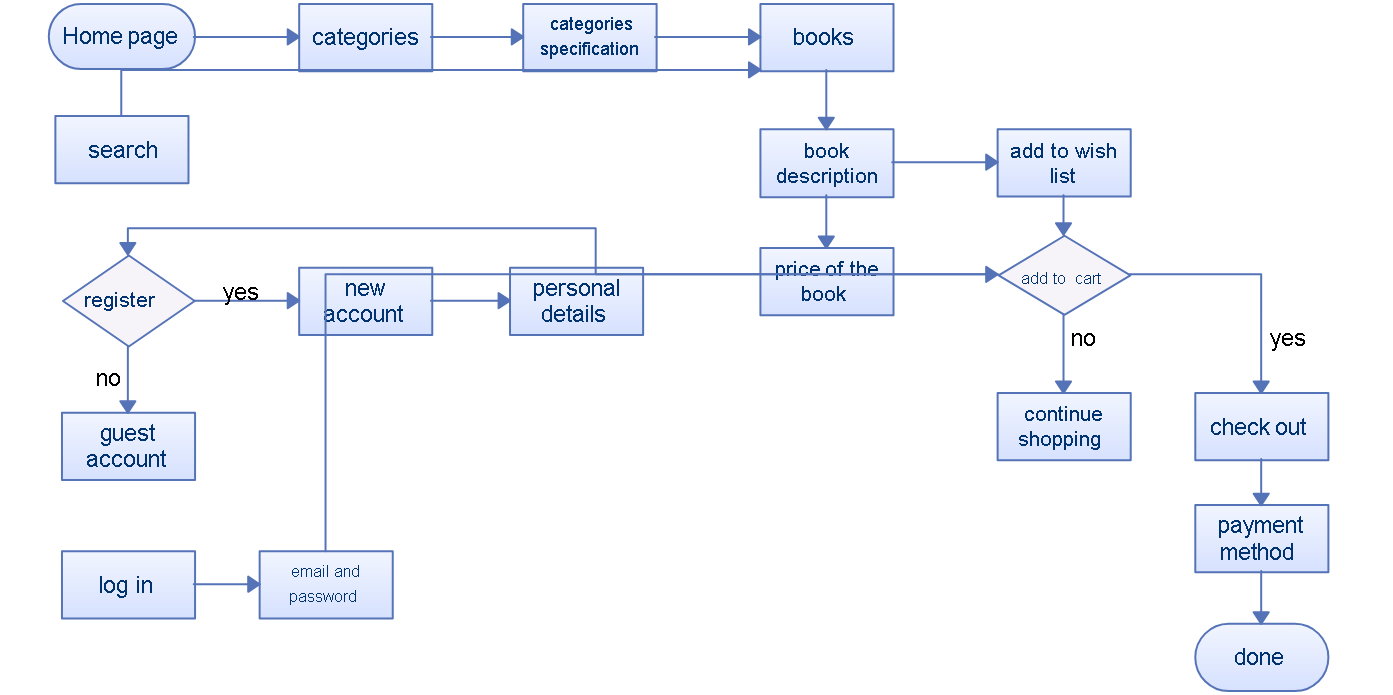 Home page
categories
categories
specification
books
search
book
description
add to wish
list
price of the
book
add to  cart
register
yes
new
account
personal
details
no
no
yes
guest
account
continue
shopping
check out
payment
method
log in
email and
password
done